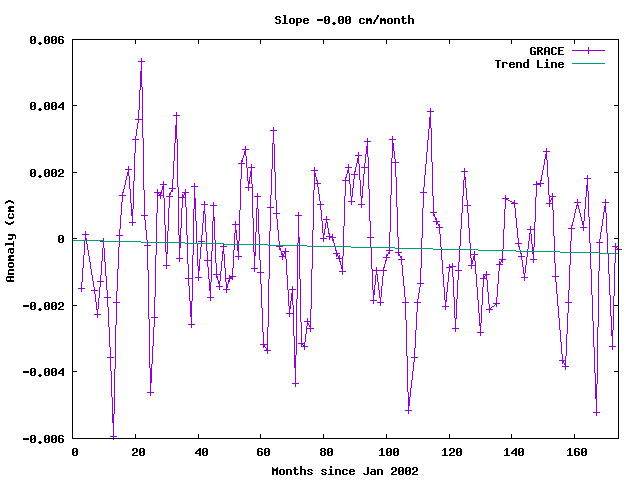 Slope -0.00 cm/month
GRACE
Trend Line
Anomaly (cm)
0.006
0.004
0.002
0
-0.002
-0.004
-0.006
0 20 40 60 80 100 120 140 160
Months since Jan 2002